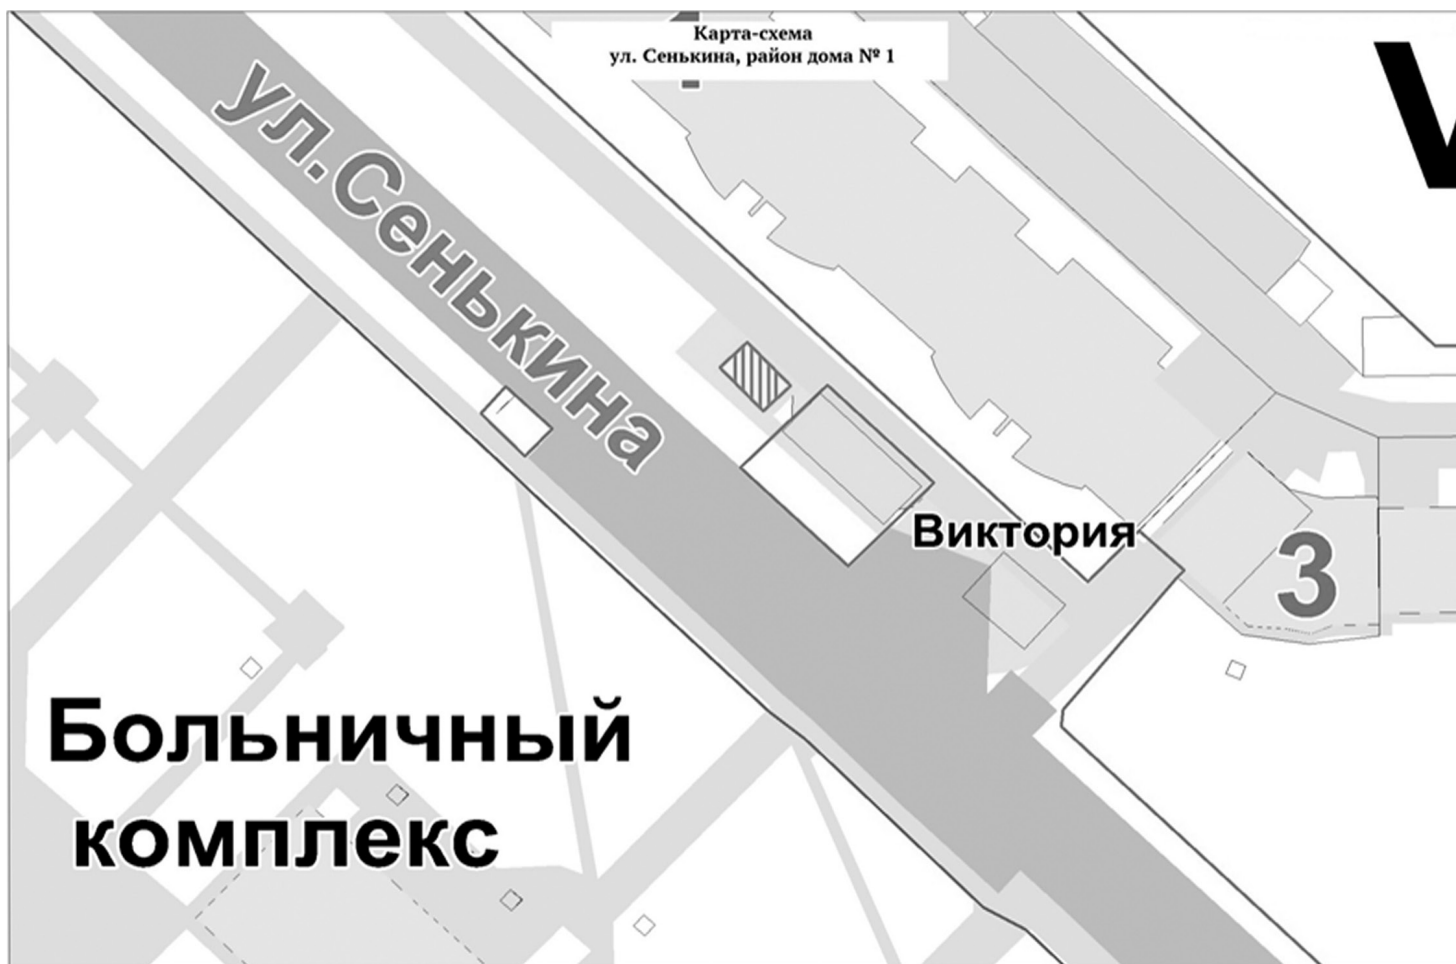 Карта-схема
ул. Сенькина, район дома № 1
ул.Сенькина
Виктория
3
Больничный
комплекс